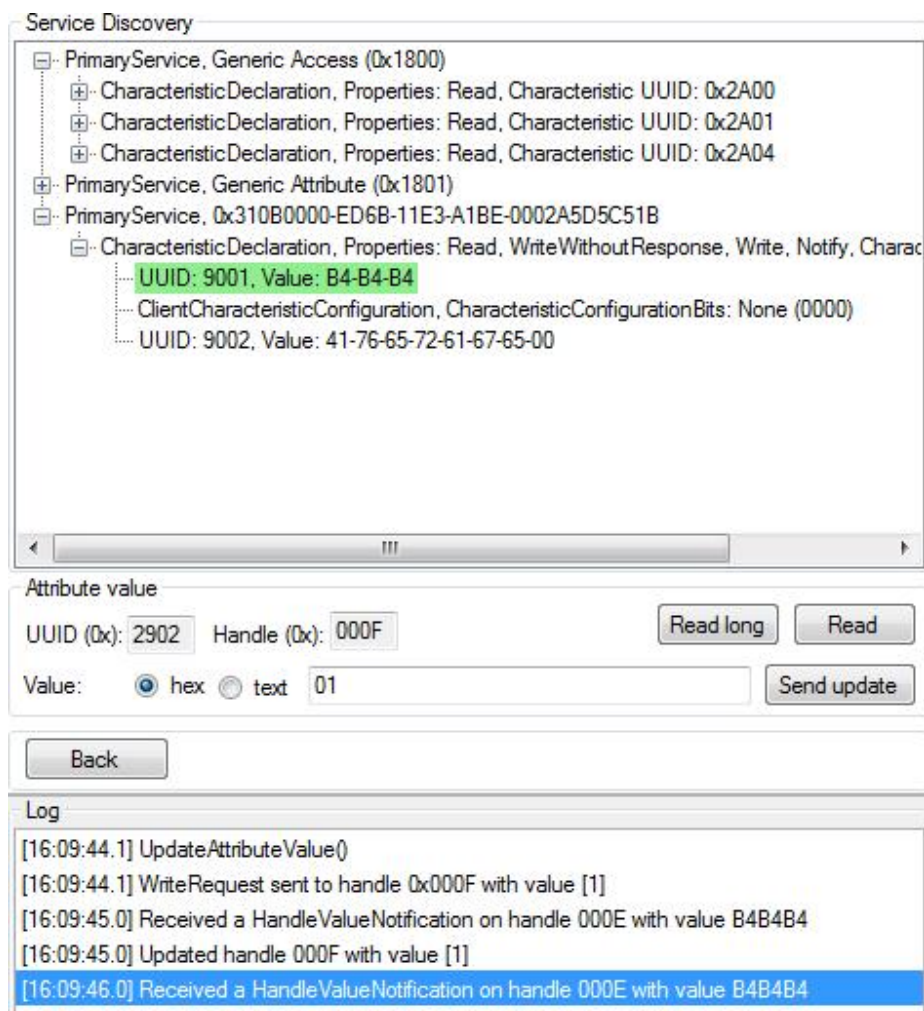 Service Discovery
PrimaryService, Generic Access (0x1800)
CharacteristicDeclaration, Properties: Read, Characteristic UUID: 0x2A00
CharacteristicDeclaration, Properties: Read, Characteristic UUID: 0x2A01
CharacteristicDeclaration, Properties: Read, Characteristic UUID: 0x2A04
PrimaryService, Generic Attribute (0x1801)
PrimaryService, 0x310B0000-ED6B-11E3-A1BE-0002A5D5C51B
CharacteristicDeclaration, Properties: Read, WriteWithoutResponse, Write, Notify, Charac
UUID: 9001, Value: B4-B4-B4
ClientCharacteristicConfiguration, CharacteristicConfigurationBits: None (0000)
UUID: 9002, Value: 41-76-65-72-61-67-65-00
Attribute value
UUID (0x): 2902 Handle (0x): 000F Read long Read
Value: hex text 01 Send update
Back
Log
[16:09:44.1] UpdateAttributeValue()
[16:09:44.1] WriteRequest sent to handle 0x000F with value [1]
[16:09:45.0] Received a HandleValueNotification on handle 000E with value B4B4B4
[16:09:45.0] Updated handle 000F with value [1]
[16:09:46.0] Received a HandleValueNotification on handle 000E with value B4B4B4